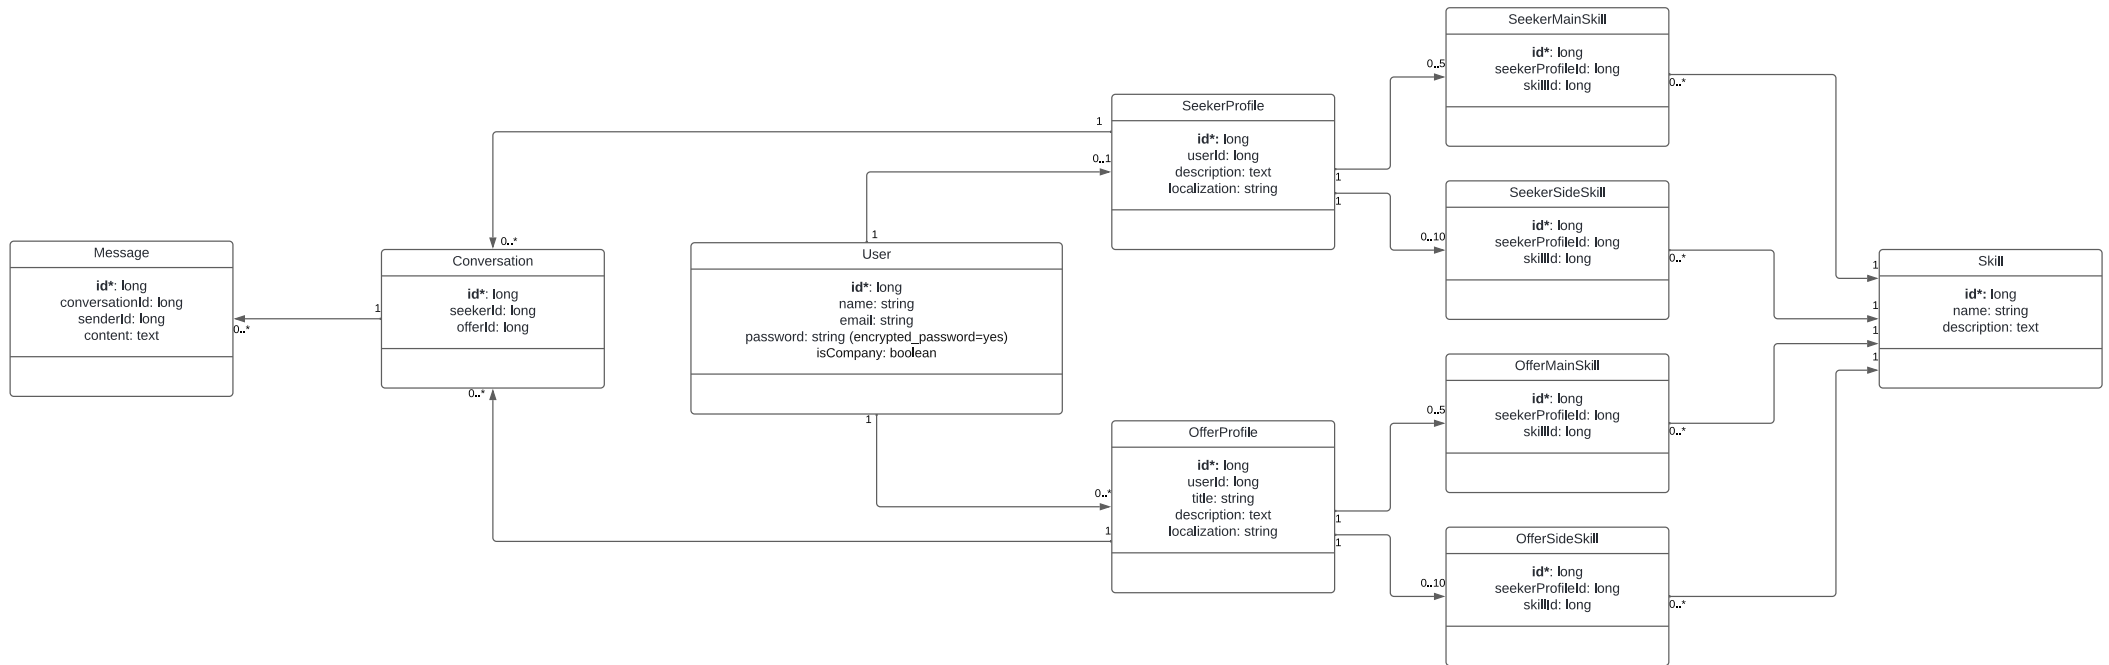 SeekerMainSkill
id*: long
seekerProfileId: long
skillId: long
0..5
0..*
SeekerProfile
id*: long
userId: long
description: text
localization: string
1
0..1
1
1
SeekerSideSkill
id*: long
seekerProfileId: long
skillId: long
0..10
0..*
Message
id*: long
conversationId: long
senderId: long
content: text
0..*
Conversation
id*: long
seekerId: long
offerId: long
0..*
1
0..*
User
id*: long
name: string
email: string
password: string (encrypted_password=yes)
isCompany: boolean
1
1
Skill
id*: long
name: string
description: text
1
1
1
1
OfferMainSkill
id*: long
seekerProfileId: long
skillId: long
0..5
0..*
OfferProfile
id*: long
userId: long
title: string
description: text
localization: string
0..*
1
1
1
OfferSideSkill
id*: long
seekerProfileId: long
skillId: long
0..10
0..*